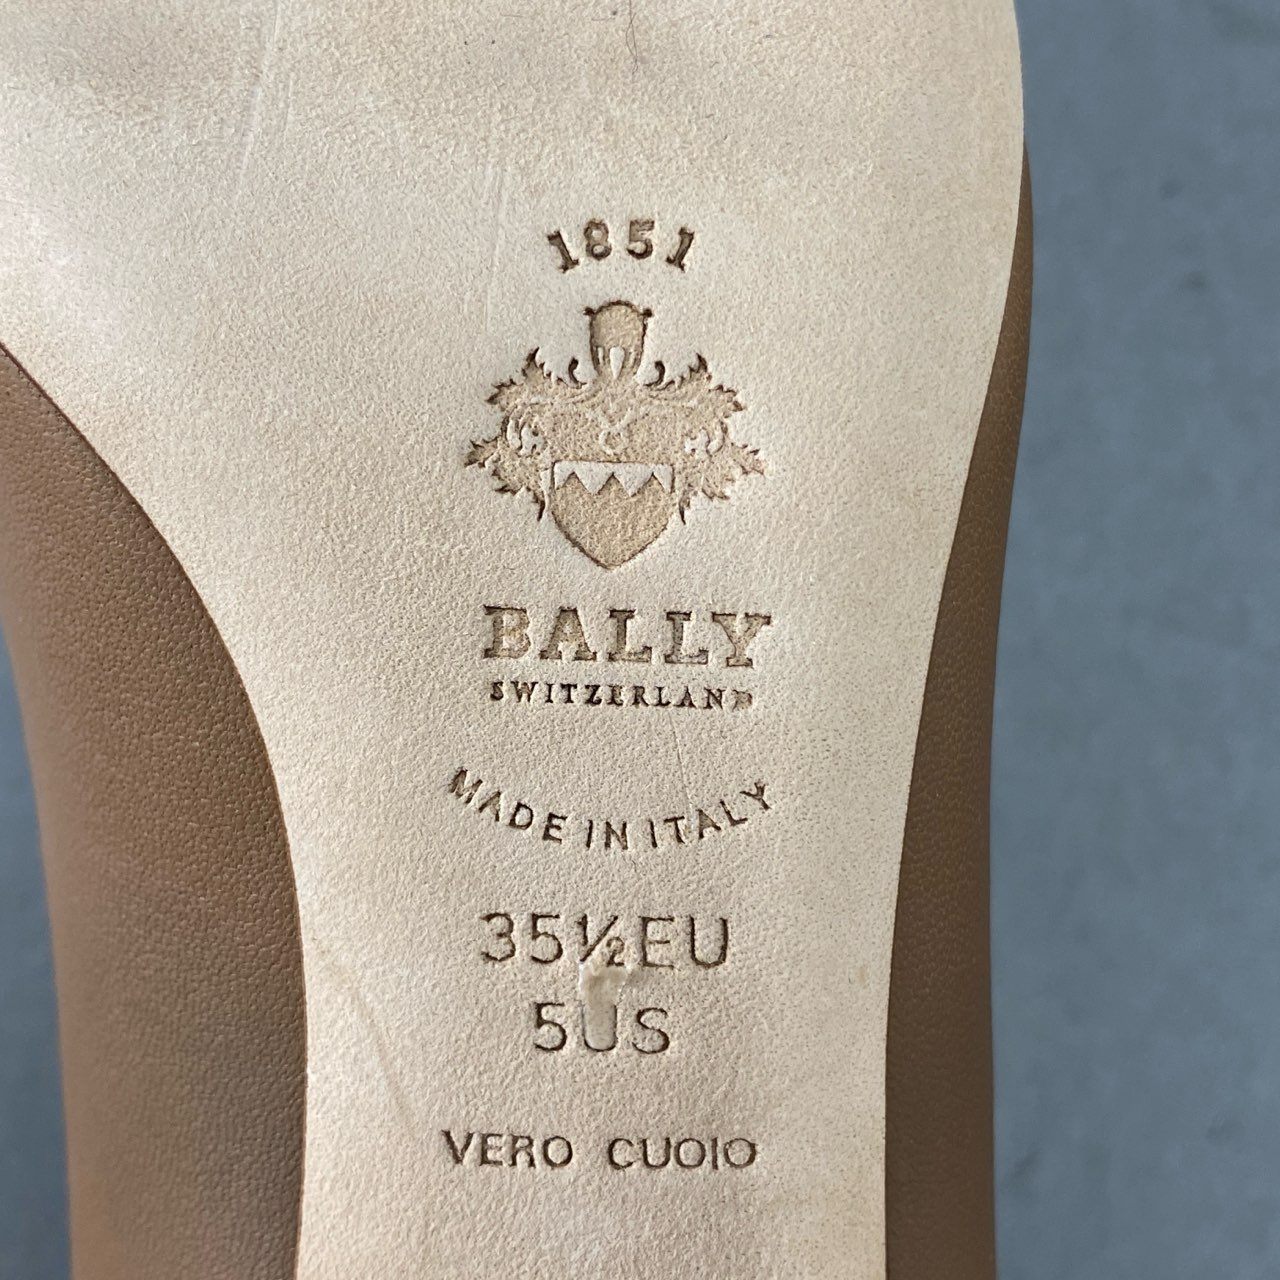 1851
BALLY
SWITZERLAND
MADE IN ITALY
35½EU
5US
VERO CUOIO